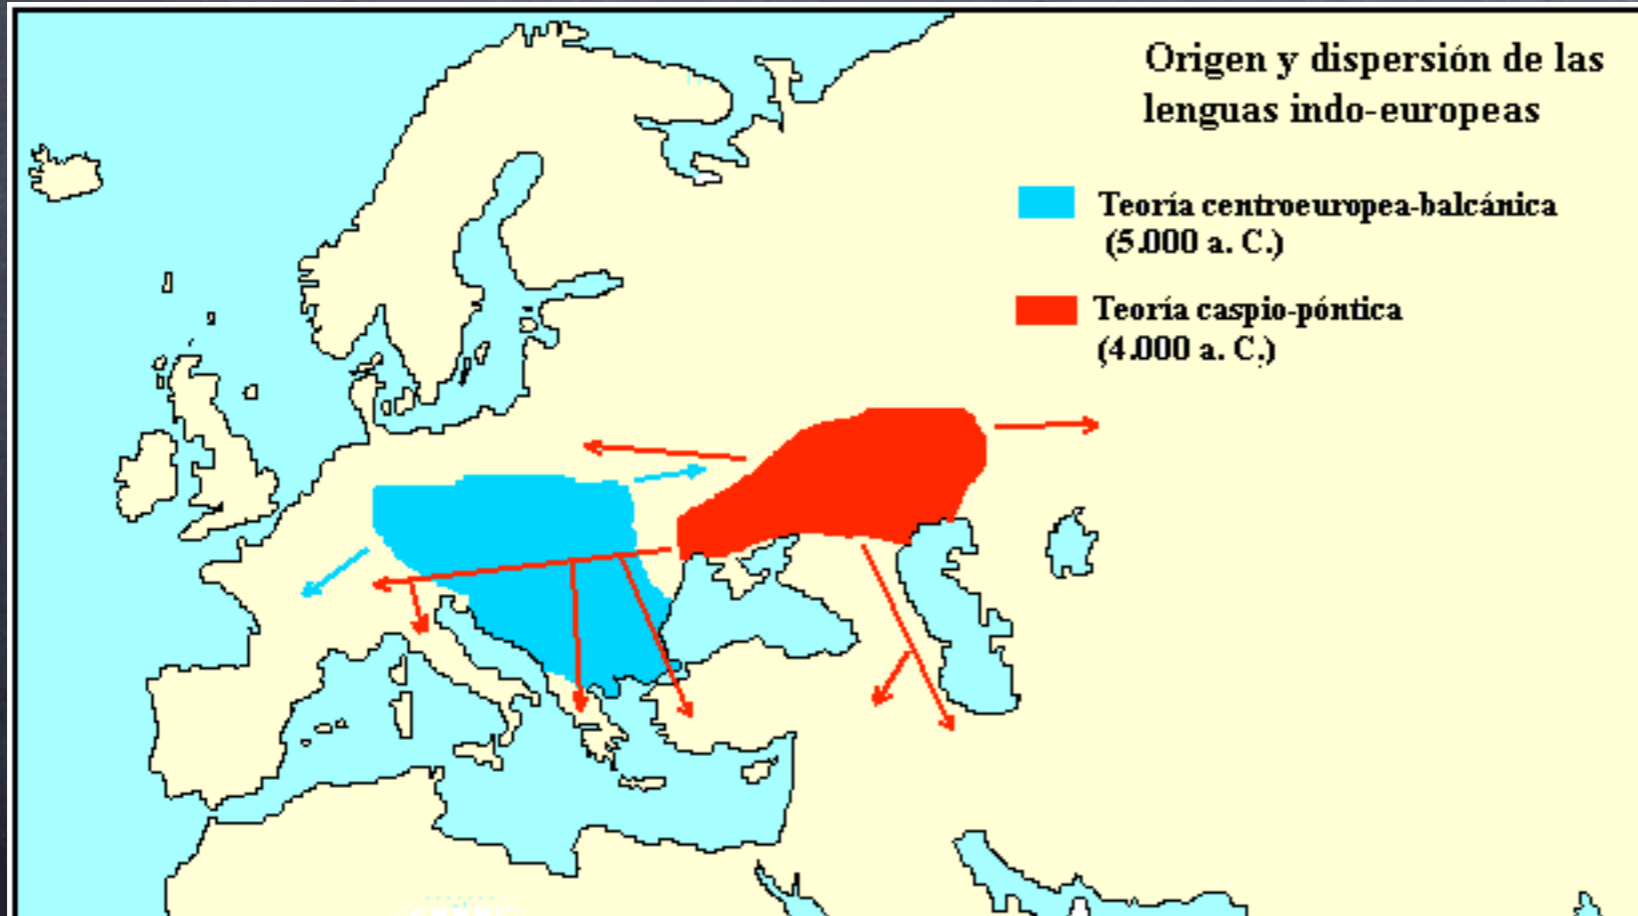 Origen y dispersión de las
lenguas indo-europeas
Teoría centroeuropea-balcánica
(5.000 a. C.)
Teoría caspio-póntica
(4.000 a. C.)